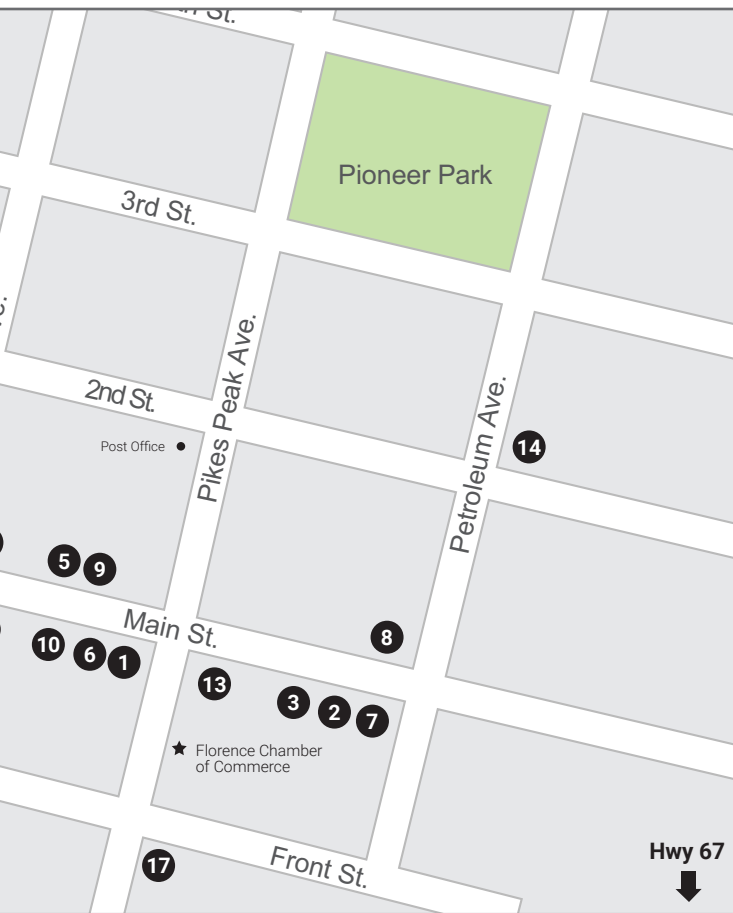 St.
Pioneer Park
3rd St.
Pikes Peak Ave.
2nd St.
Petroleum Ave.
14
Post Office
5
9
Main St.
8
10
6
1
13
3
2
7
Florence Chamber
of Commerce
Hwy 67
17
Front St.